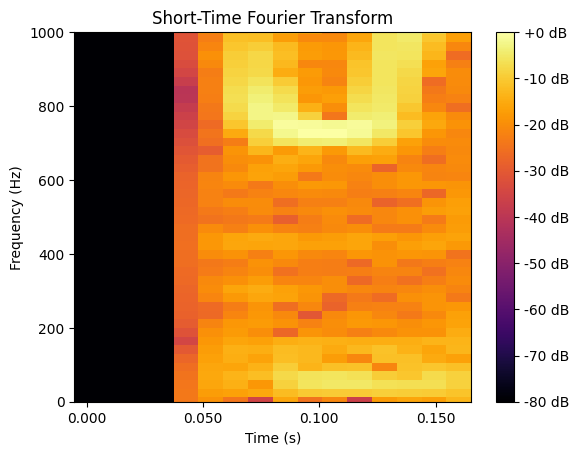 Short-Time Fourier Transform
1000
800
600
400
200
0
Frequency (Hz)
0.000
0.050
0.100
0.150
Time (s)
+0 dB
-10 dB
-20 dB
-30 dB
-40 dB
-50 dB
-60 dB
-70 dB
-80 dB